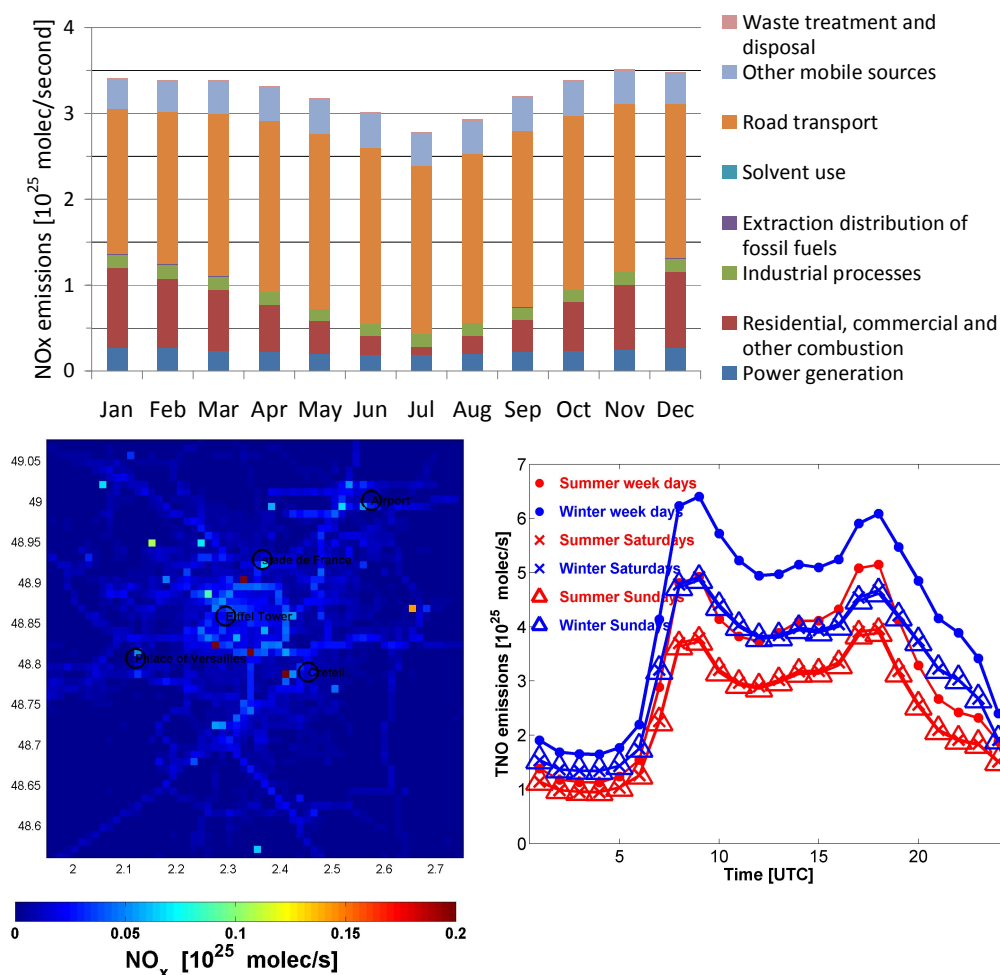 NOx emissions [10^25 molec/second]
4
3
2
1
0
Jan Feb Mar Apr May Jun Jul Aug Sep Oct Nov Dec
Waste treatment and
disposal
Other mobile sources
Road transport
Solvent use
Extraction distribution of
fossil fuels
Industrial processes
Residential, commercial and
other combustion
Power generation
49.05
49
48.95
48.9
48.85
48.8
48.75
48.7
48.65
48.6
Airport
Stade de France
Eiffel Tower
Palace of Versailles
Creteil
2 2.1 2.2 2.3 2.4 2.5 2.6 2.7
0 0.05 0.1 0.15 0.2
NOx [10^25 molec/s]
TNO emissions [10^25 molec/s]
7
6
5
4
3
2
1
0
Summer week days
Winter week days
Summer Saturdays
Winter Saturdays
Summer Sundays
Winter Sundays
5 10 15 20
Time [UTC]